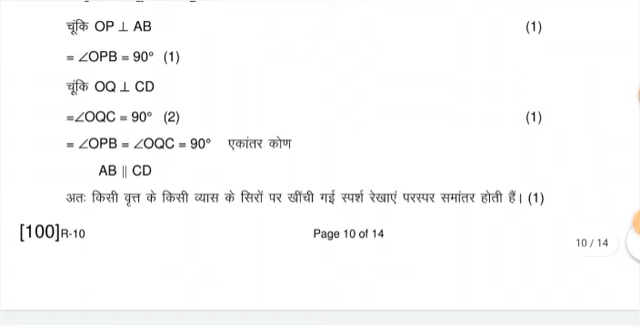 चूंकि OP ⊥ AB (1)
= ∠OPB = 90° (1)
चूंकि OQ ⊥ CD
=∠OQC = 90° (2) (1)
= ∠OPB = ∠OQC = 90° एकांतर कोण
AB || CD
अतः किसी वृत्त के किसी व्यास के सिरों पर खींची गई स्पर्श रेखाएं परस्पर समांतर होती हैं। (1)
[100]R-10 Page 10 of 14
10 / 14